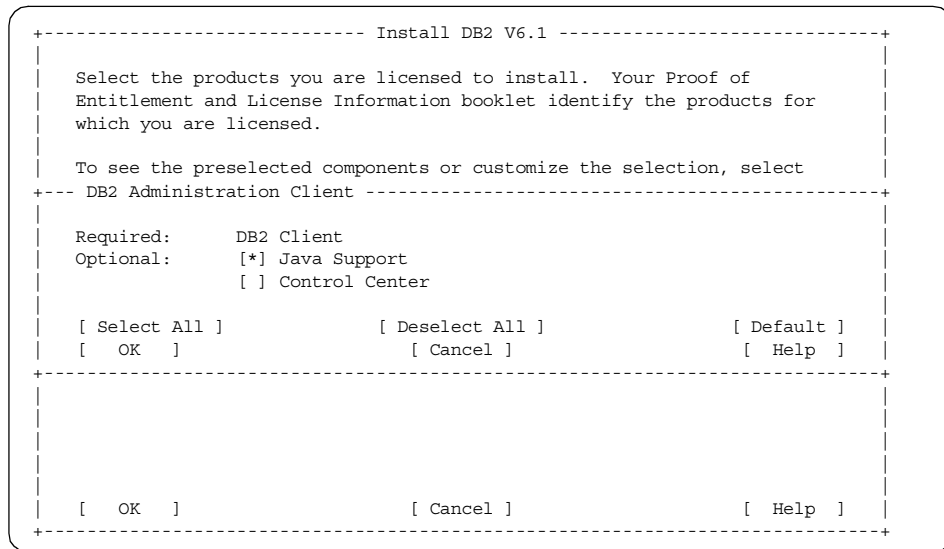 +------------------------------ Install DB2 V6.1 ------------------------------+
Select the products you are licensed to install.  Your Proof of
Entitlement and License Information booklet identify the products for
which you are licensed.
To see the preselected components or customize the selection, select
+--- DB2 Administration Client ------------------------------------------------+
Required:      DB2 Client
Optional:      [*] Java Support
[ ] Control Center
[ Select All ]               [ Deselect All ]                  [ Default ]
[   OK   ]                      [ Cancel ]                      [  Help  ]
+------------------------------------------------------------------------------+
[   OK   ]                      [ Cancel ]                      [  Help  ]
+------------------------------------------------------------------------------+